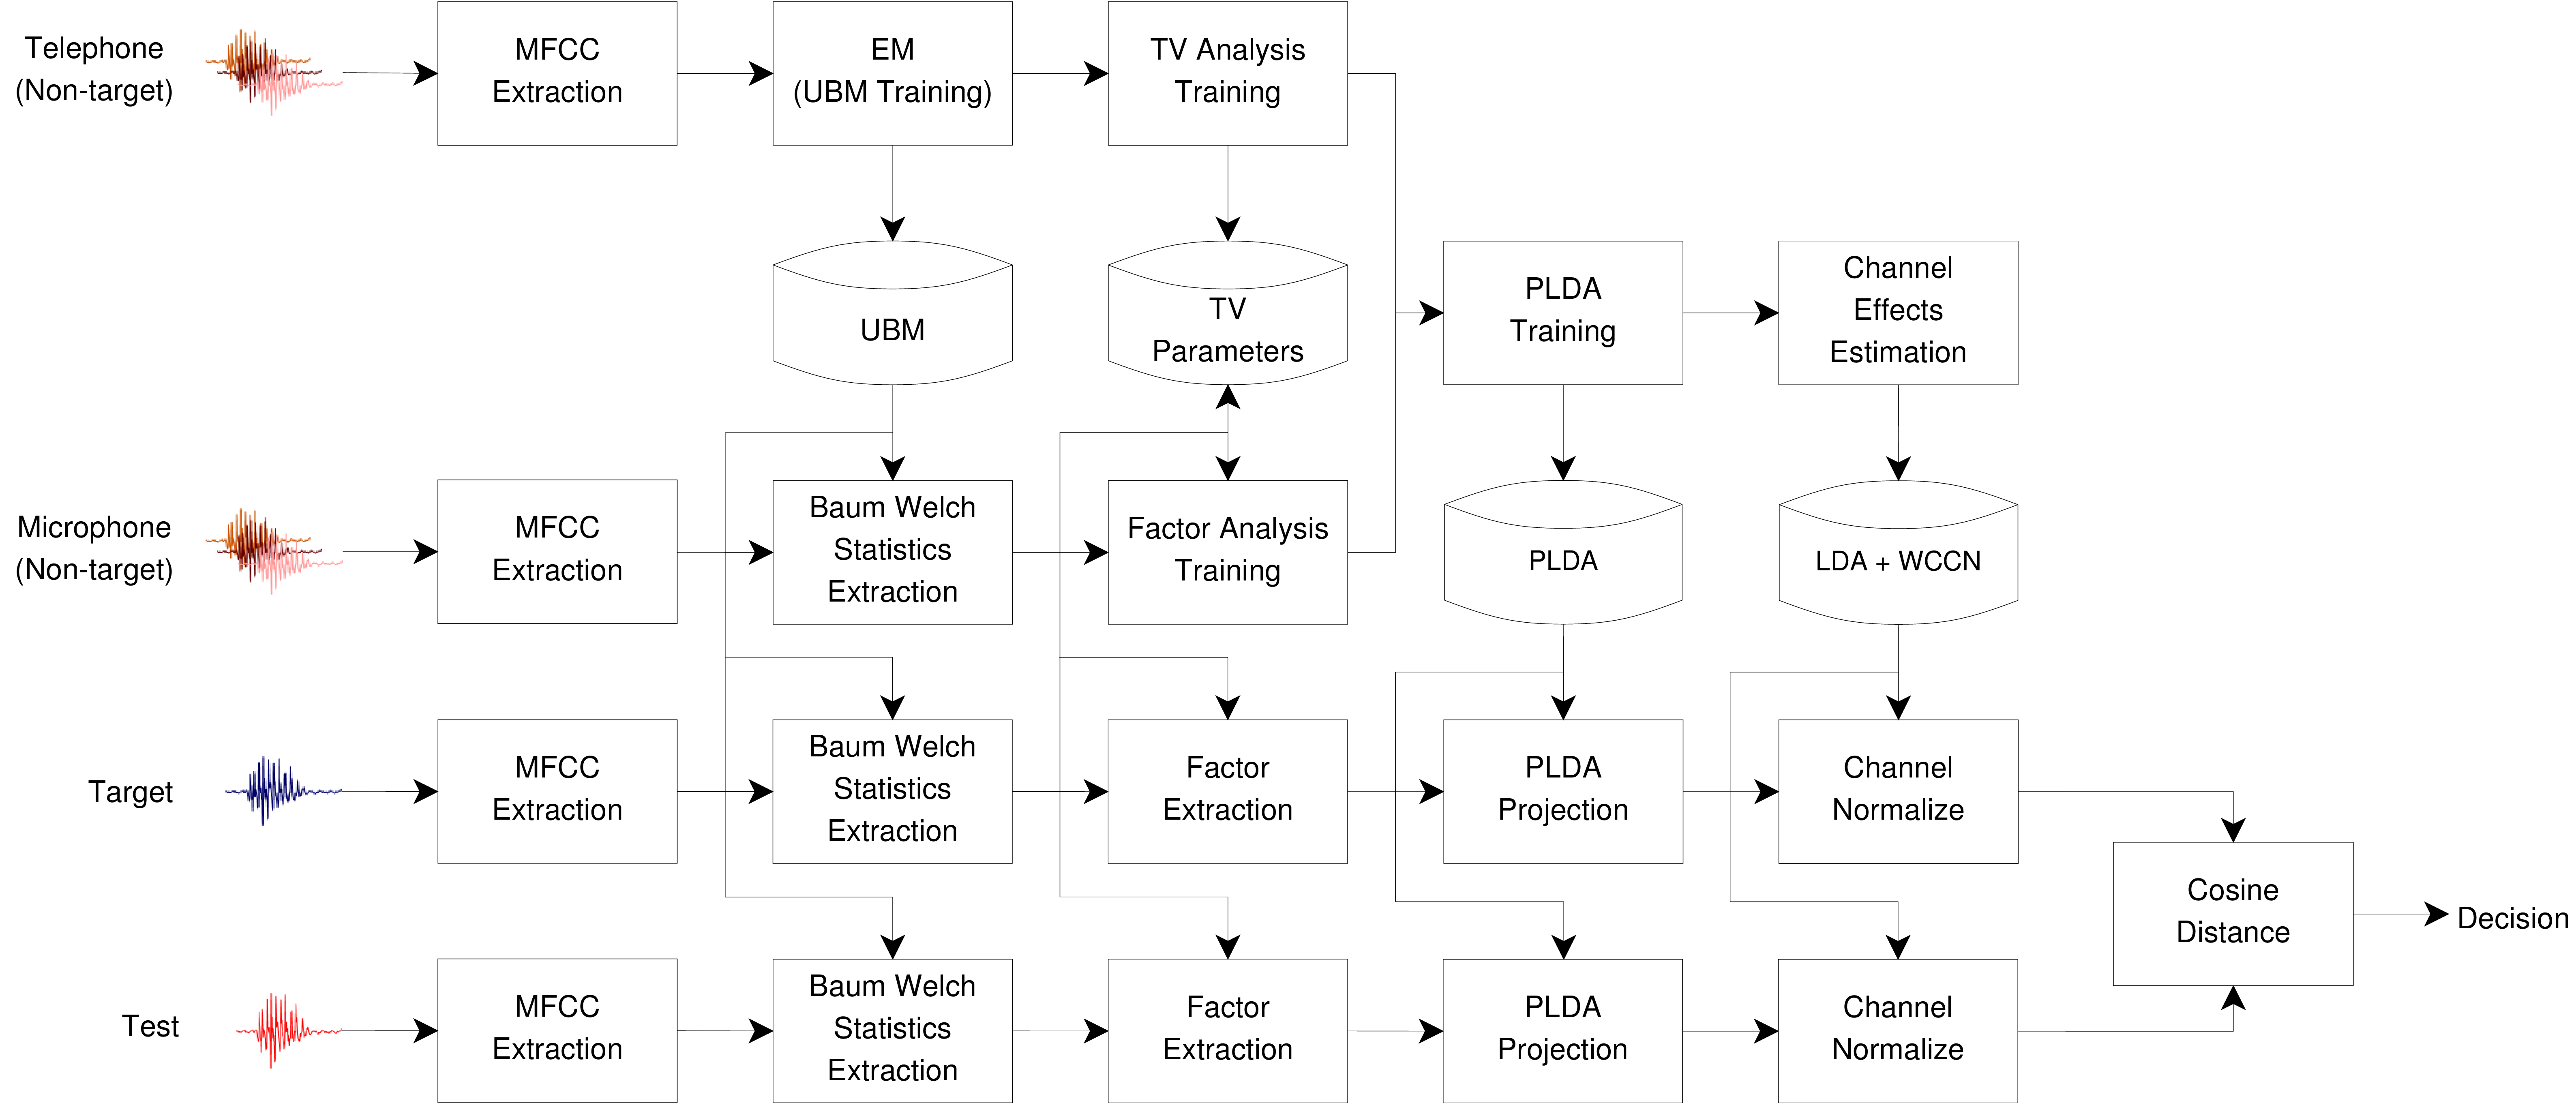 Telephone
(Non-target)
MFCC
Extraction
EM
(UBM Training)
TV Analysis
Training
UBM
TV
Parameters
PLDA
Training
Channel
Effects
Estimation
Microphone
(Non-target)
MFCC
Extraction
Baum Welch
Statistics
Extraction
Factor Analysis
Training
PLDA
LDA + WCCN
Target
MFCC
Extraction
Baum Welch
Statistics
Extraction
Factor
Extraction
PLDA
Projection
Channel
Normalize
Cosine
Distance
Decision
Test
MFCC
Extraction
Baum Welch
Statistics
Extraction
Factor
Extraction
PLDA
Projection
Channel
Normalize